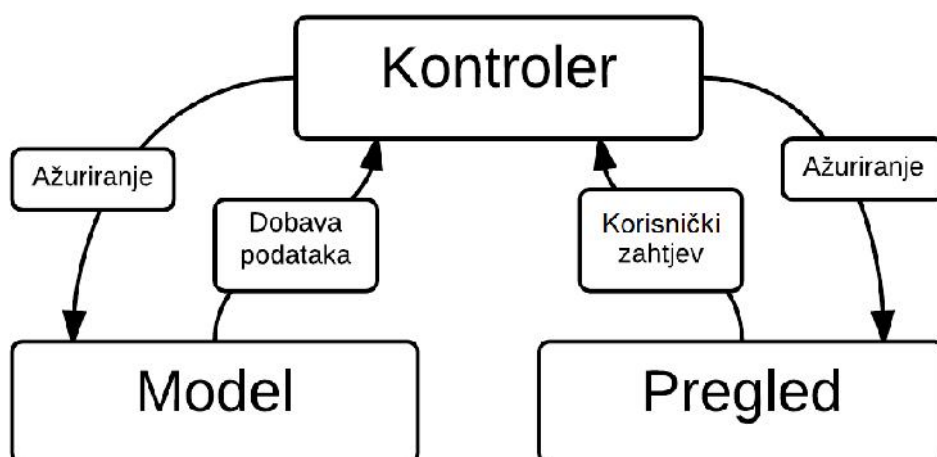 Kontroler
Ažuriranje
Ažuriranje
Dobava
podataka
Korisnički
zahtjev
Model
Pregled